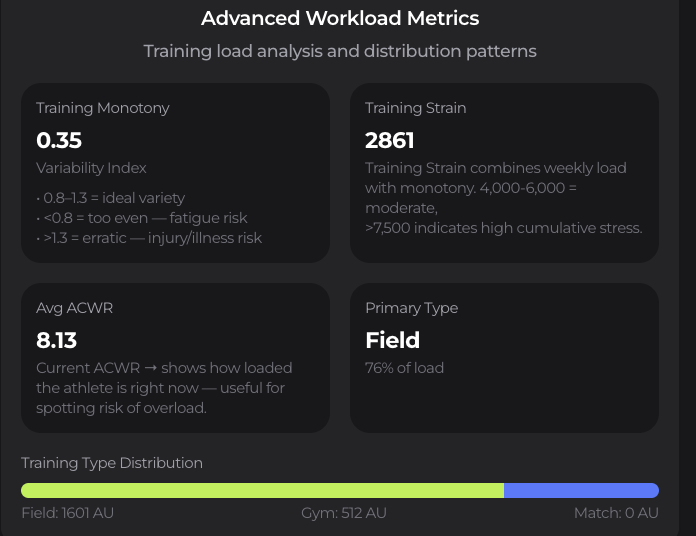 Advanced Workload Metrics
Training load analysis and distribution patterns
Training Monotony
0.35
Variability Index
• 0.8–1.3 = ideal variety
• <0.8 = too even — fatigue risk
• >1.3 = erratic — injury/illness risk
Training Strain
2861
Training Strain combines weekly load
with monotony. 4,000-6,000 =
moderate,
>7,500 indicates high cumulative stress.
Avg ACWR
8.13
Current ACWR → shows how loaded
the athlete is right now — useful for
spotting risk of overload.
Primary Type
Field
76% of load
Training Type Distribution
Field: 1601 AU
Gym: 512 AU
Match: 0 AU